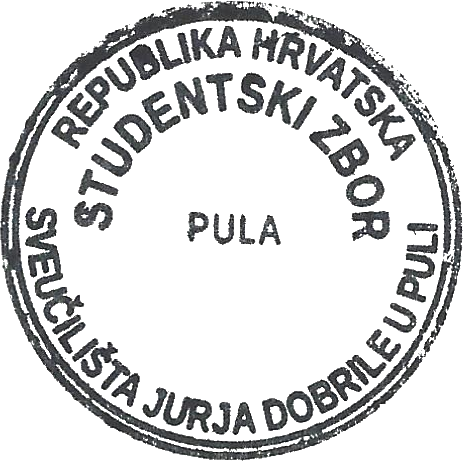 REPUBLIKA HRVATSKA
STUDENTSKI ZBOR
PULA
SVEUČILIŠTA JURJA DOBRILE U PULI